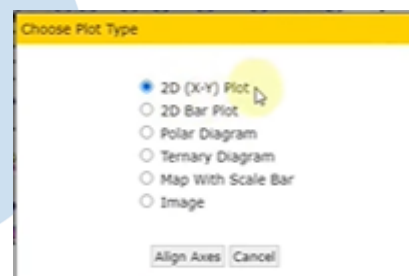 Choose Plot Type
2D (X-Y) Plot
2D Bar Plot
Polar Diagram
Ternary Diagram
Map With Scale Bar
Image
Align Axes Cancel